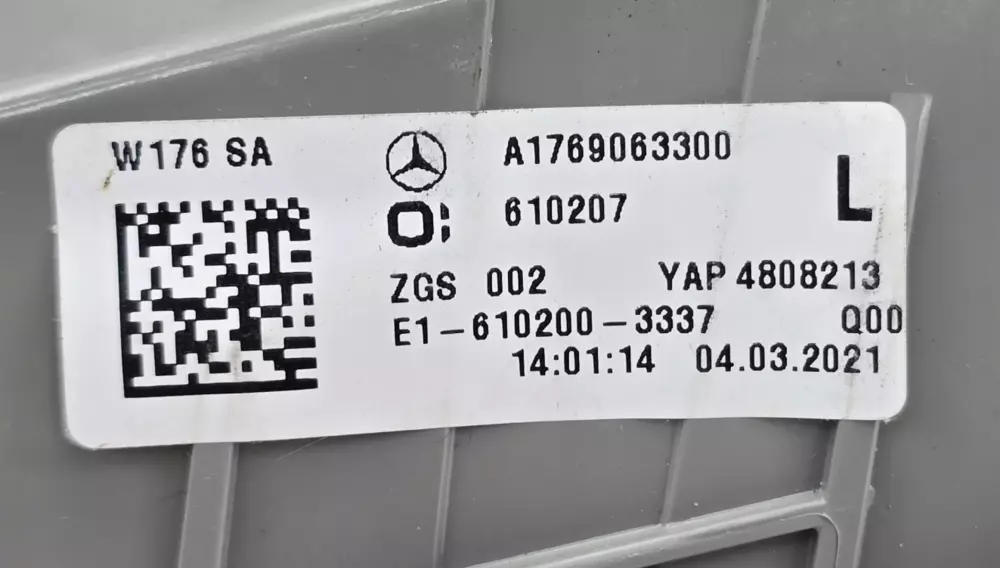 W176 SA
A1769063300
610207
L
ZGS 002 YAP 4808213
E1-610200-3337 Q00
14:01:14 04.03.2021